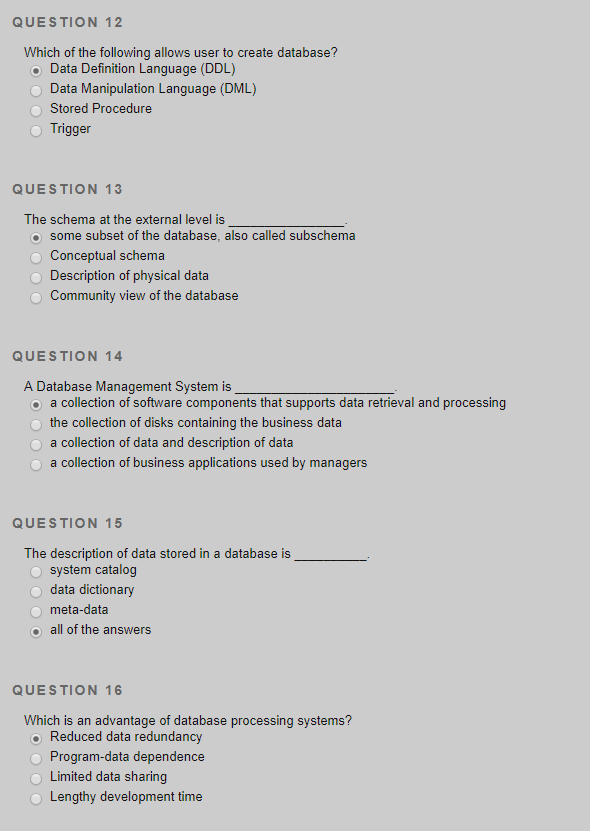 QUESTION 12
Which of the following allows user to create database?
Data Definition Language (DDL)
Data Manipulation Language (DML)
Stored Procedure
Trigger
QUESTION 13
The schema at the external level is ________________.
some subset of the database, also called subschema
Conceptual schema
Description of physical data
Community view of the database
QUESTION 14
A Database Management System is ______________________.
a collection of software components that supports data retrieval and processing
the collection of disks containing the business data
a collection of data and description of data
a collection of business applications used by managers
QUESTION 15
The description of data stored in a database is __________.
system catalog
data dictionary
meta-data
all of the answers
QUESTION 16
Which is an advantage of database processing systems?
Reduced data redundancy
Program-data dependence
Limited data sharing
Lengthy development time